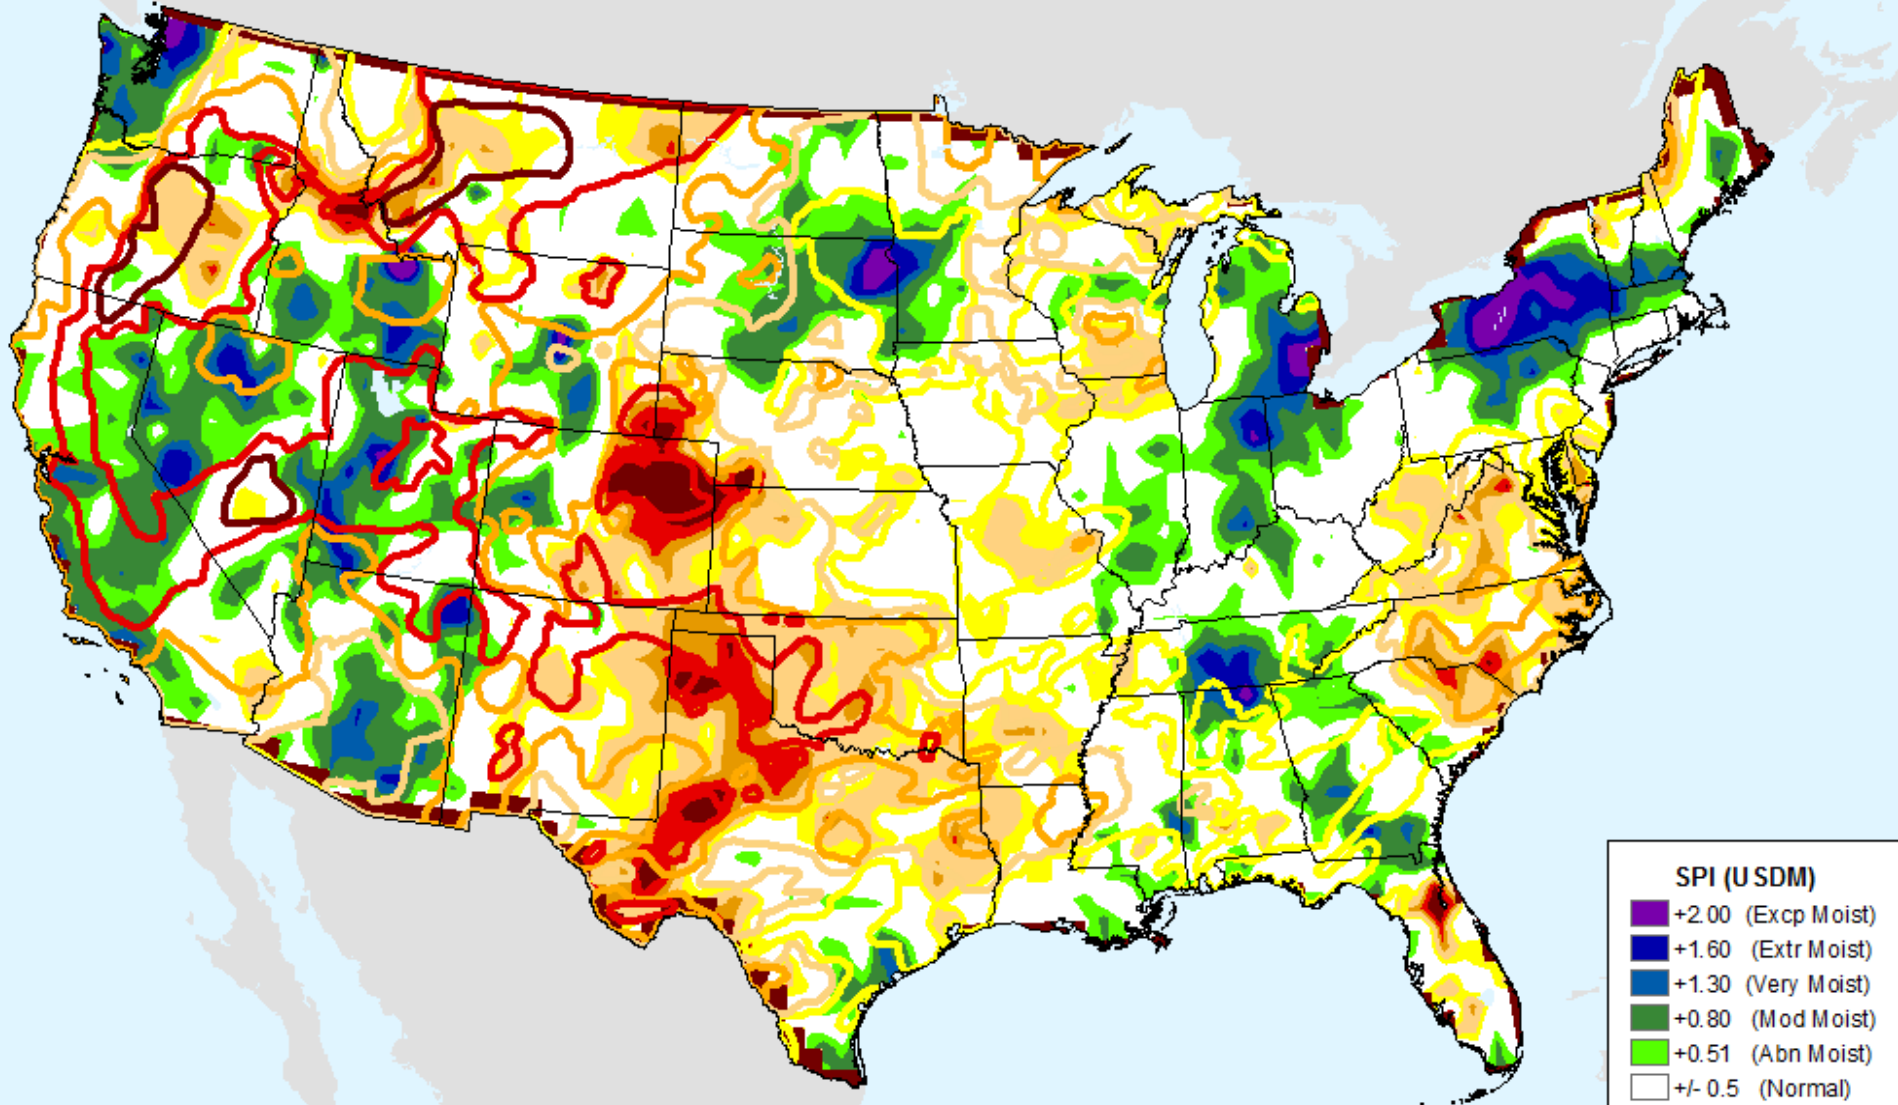 SPI (USDM)
+2.00 (Excp Moist)
+1.60 (Extr Moist)
+1.30 (Very Moist)
+0.80 (Mod Moist)
+0.51 (Abn Moist)
+/- 0.5 (Normal)